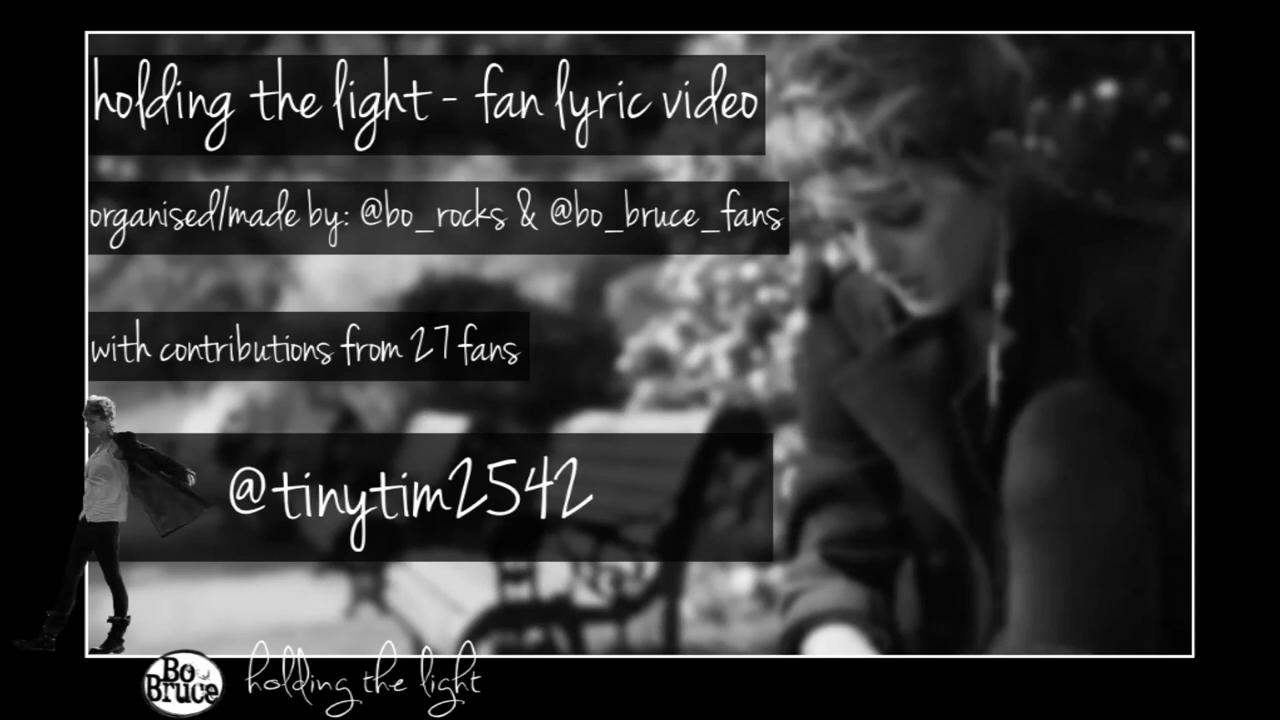 holding the light - fan lyric video
organised/made by: @bo_rocks & @bo_bruce_fans
with contributions from 27 fans
@tinytim2542
Bo
Bruce
holding the light